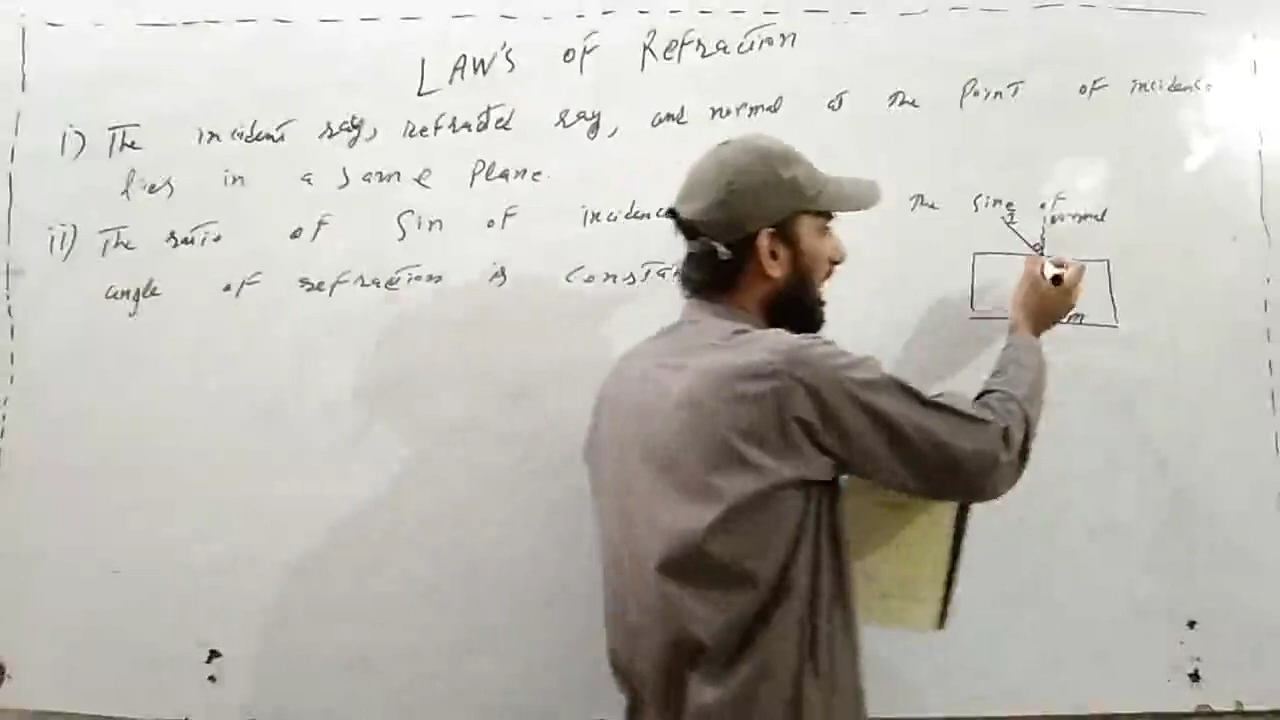 LAW'S OF Refraction
i) The incident ray, refracted ray, and normal at the Point of incidence
lies in a same Plane.
ii) The ratio of Sin of incidence The Sine of
angle of refraction is Constan
I normal
m